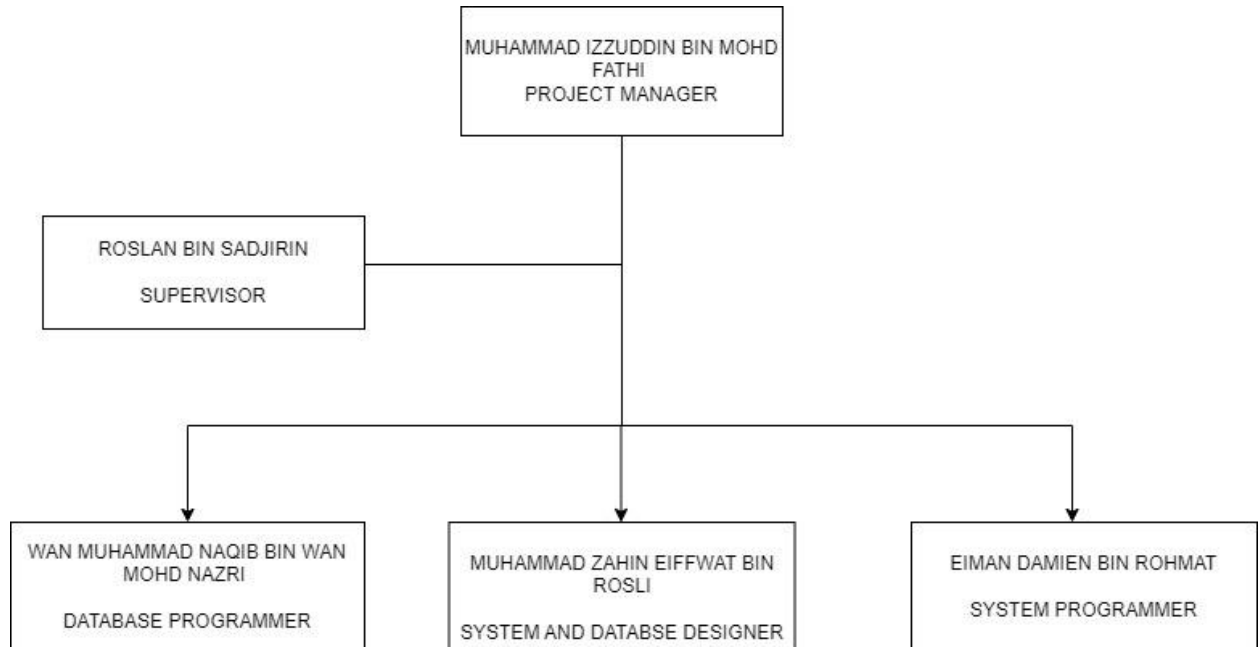 MUHAMMAD IZZUDDIN BIN MOHD
FATHI
PROJECT MANAGER
ROSLAN BIN SADJIRIN
SUPERVISOR
WAN MUHAMMAD NAQIB BIN WAN
MOHD NAZRI
DATABASE PROGRAMMER
MUHAMMAD ZAHIN EIFFWAT BIN
ROSLI
SYSTEM AND DATABSE DESIGNER
EIMAN DAMIEN BIN ROHMAT
SYSTEM PROGRAMMER